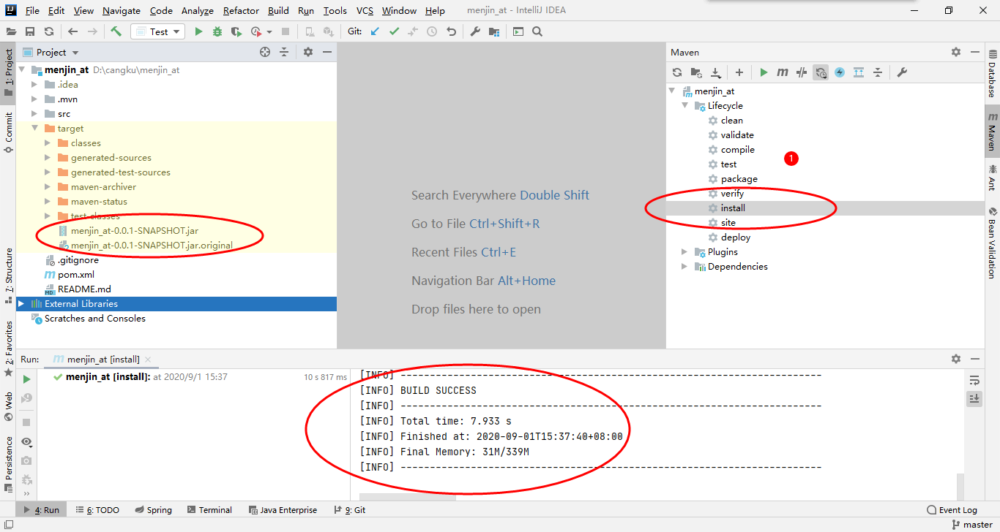 File Edit View Navigate Code Analyze Refactor Build Run Tools VCS Window Help menjin_at - IntelliJ IDEA
Test Git:
1: Project
Commit
7: Structure
2: Favorites
Web
Persistence
Project
menjin_at D:\cangku\menjin_at
.idea
.mvn
src
target
classes
generated-sources
generated-test-sources
maven-archiver
maven-status
test-classes
menjin_at-0.0.1-SNAPSHOT.jar
menjin_at-0.0.1-SNAPSHOT.jar.original
.gitignore
pom.xml
README.md
External Libraries
Scratches and Consoles
Search Everywhere Double Shift
Go to File Ctrl+Shift+R
Recent Files Ctrl+E
Navigation Bar Alt+Home
Drop files here to open
Maven
menjin_at
Lifecycle
clean
validate
compile
test
package
verify
install
site
deploy
Plugins
Dependencies
1
Database
Maven
Ant
Bean Validation
Run: menjin_at [install]
menjin_at [install]: at 2020/9/1 15:37 10 s 817 ms
[INFO] ------------------------------------------------------------------------
[INFO] BUILD SUCCESS
[INFO] ------------------------------------------------------------------------
[INFO] Total time: 7.933 s
[INFO] Finished at: 2020-09-01T15:37:40+08:00
[INFO] Final Memory: 31M/339M
[INFO] ------------------------------------------------------------------------
4: Run 6: TODO Spring Terminal Java Enterprise 9: Git Event Log
master